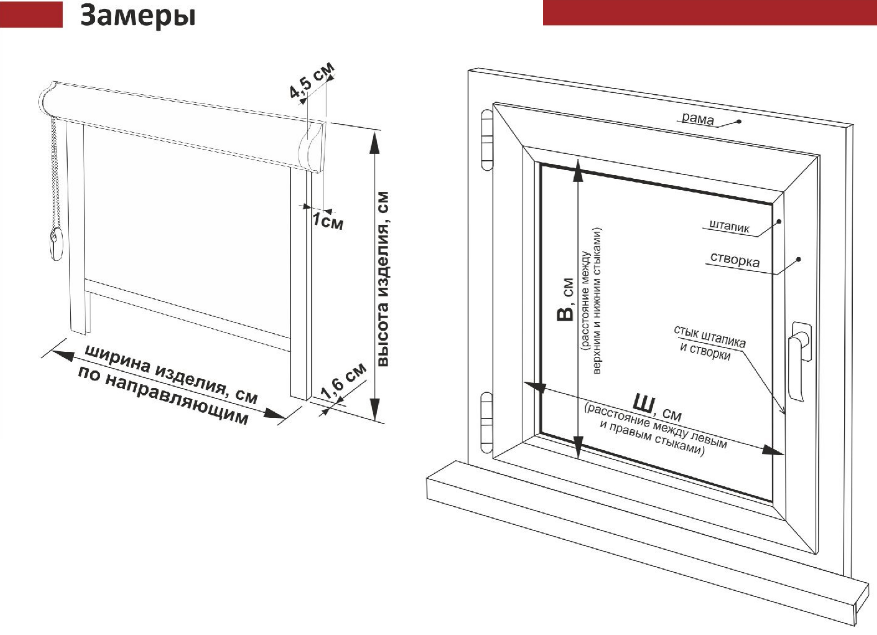 Замеры
4,5 см
1см
высота изделия, см
ширина изделия, см
по направляющим
1,6 см
рама
штапик
створка
стык штапика
и створки
В, см
(расстояние между
верхним и нижним стыками)
Ш, см
(расстояние между левым
и правым стыками)